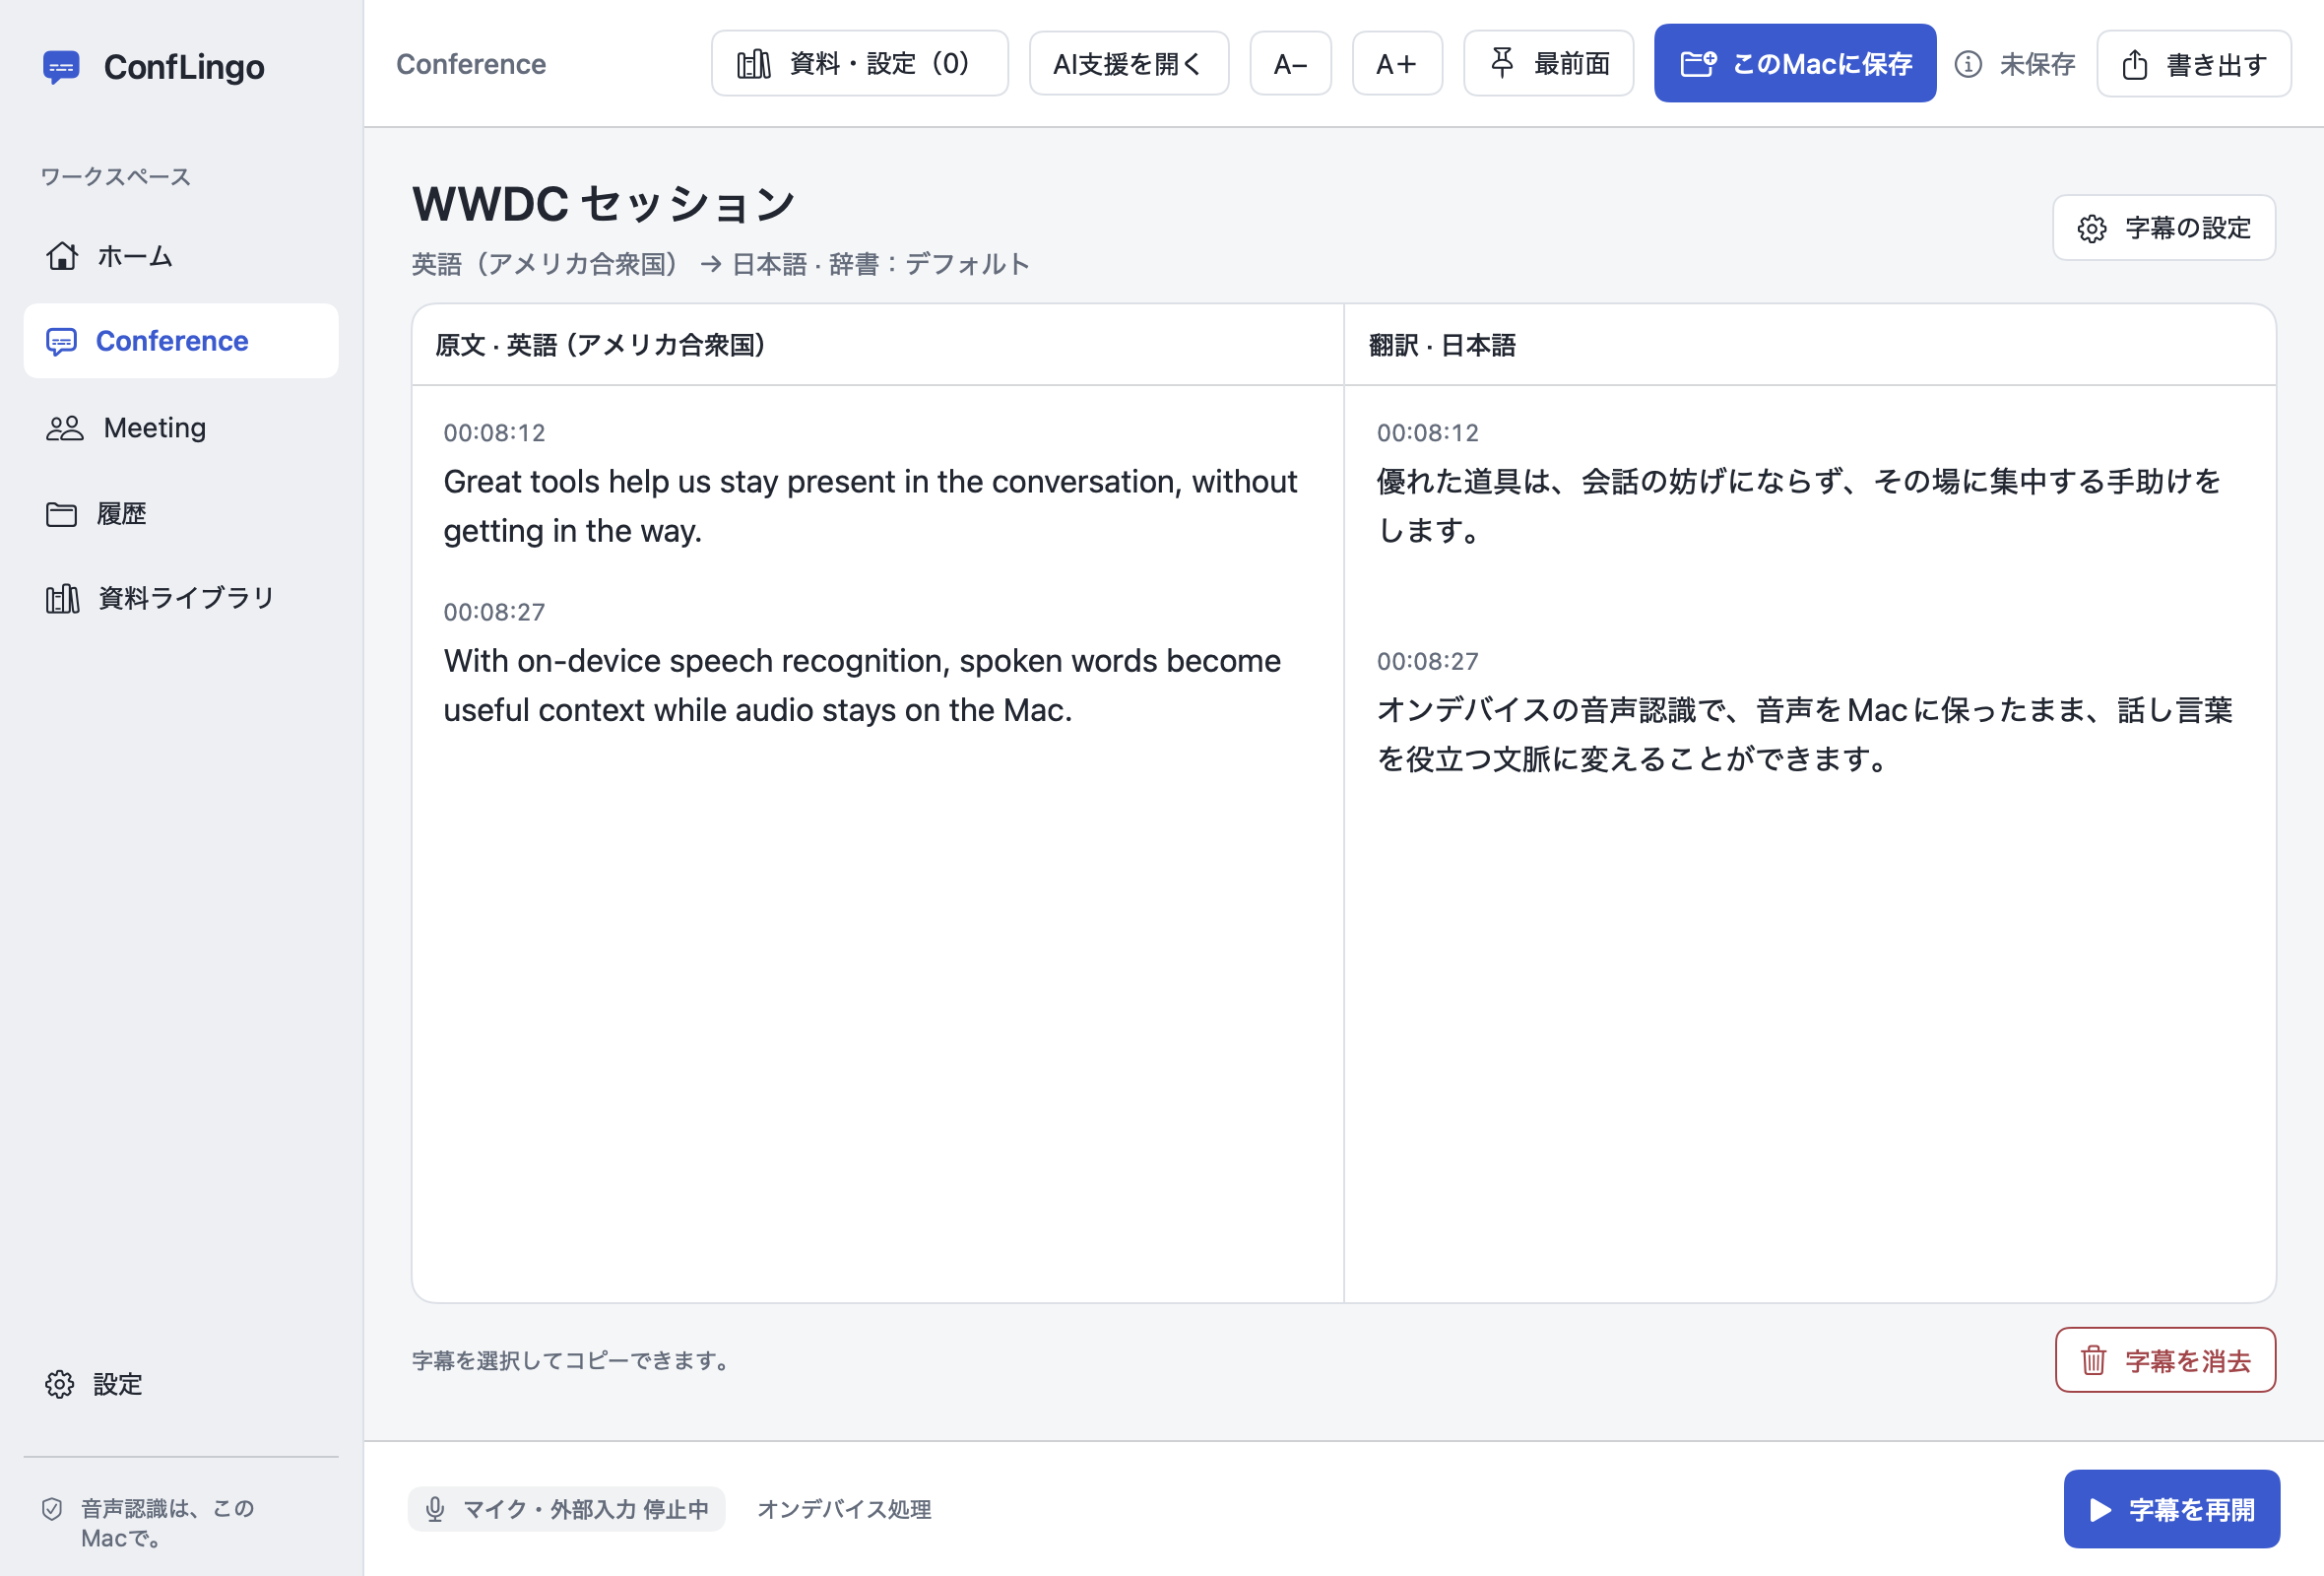 ConfLingo
ワークスペース
ホーム
Conference
Meeting
履歴
資料ライブラリ
設定
音声認識は、この
Macで。
Conference
資料・設定（0）
AI支援を開く
A−
A+
最前面
このMacに保存
未保存
書き出す
WWDC セッション
英語（アメリカ合衆国） → 日本語 · 辞書：デフォルト
字幕の設定
原文 · 英語 (アメリカ合衆国)
00:08:12
Great tools help us stay present in the conversation, without
getting in the way.
00:08:27
With on-device speech recognition, spoken words become
useful context while audio stays on the Mac.
翻訳 · 日本語
00:08:12
優れた道具は、会話の妨げにならず、その場に集中する手助けを
します。
00:08:27
オンデバイスの音声認識で、音声をMacに保ったまま、話し言葉
を役立つ文脈に変えることができます。
字幕を選択してコピーできます。
字幕を消去
マイク・外部入力 停止中
オンデバイス処理
字幕を再開